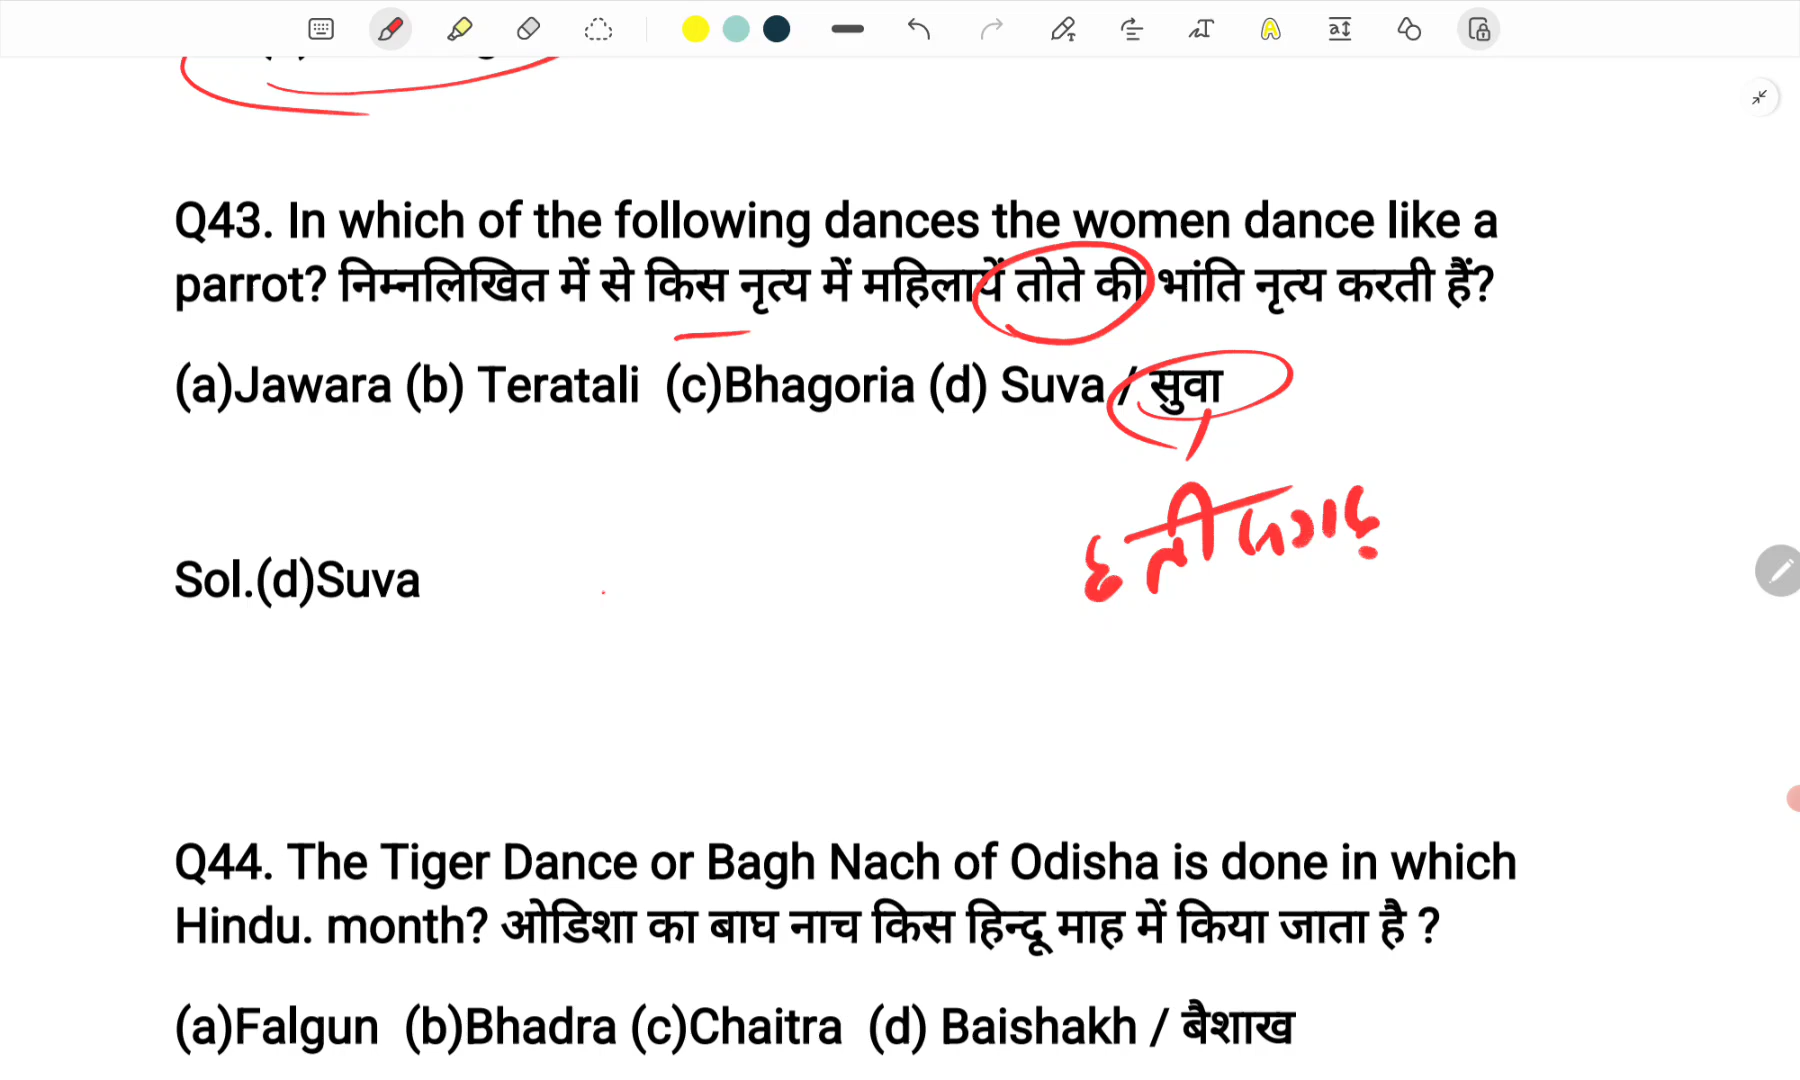 Q43. In which of the following dances the women dance like a
parrot? निम्नलिखित में से किस नृत्य में महिलायें तोते की भांति नृत्य करती हैं?
(a)Jawara (b) Teratali (c)Bhagoria (d) Suva / सुवा
Sol.(d)Suva
Q44. The Tiger Dance or Bagh Nach of Odisha is done in which
Hindu. month? ओडिशा का बाघ नाच किस हिन्दू माह में किया जाता है ?
(a)Falgun (b)Bhadra (c)Chaitra (d) Baishakh / बैशाख